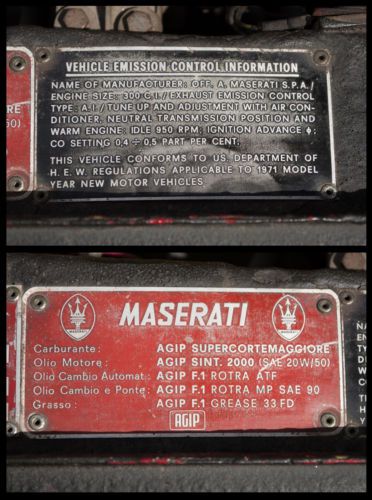 VEHICLE EMISSION CONTROL INFORMATION
NAME OF MANUFACTURER: OFF. A. MASERATI S.P.A./
ENGINE SIZE: 300 C.I./ EXHAUST EMISSION CONTROL
TYPE: A-I / TUNE UP AND ADJUSTMENT WITH AIR CON-
DITIONER, NEUTRAL TRANSMISSION POSITION AND
WARM ENGINE: IDLE 950 RPM; IGNITION ADVANCE ϕ;
CO SETTING 0,4 ÷ 0,5 PART PER CENT;
THIS VEHICLE CONFORMS TO US. DEPARTMENT OF
H. E. W. REGULATIONS APPLICABLE TO 1971 MODEL
YEAR NEW MOTOR VEHICLES
MASERATI
Carburante: AGIP SUPERCORTEMAGGIORE
Olio Motore: AGIP SINT. 2000 (SAE 20W/50)
Olio Cambio Automat.: AGIP F.1 ROTRA ATF
Olio Cambio e Ponte: AGIP F.1 ROTRA MP SAE 90
Grasso: AGIP F.1 GREASE 33 FD
AGIP